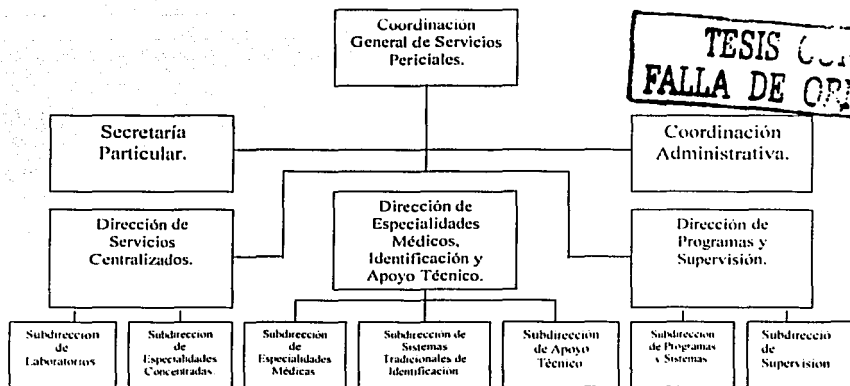 Coordinación
General de Servicios
Periciales.
TESIS
FALLA DE
Secretaría
Particular.
Coordinación
Administrativa.
Dirección de
Servicios
Centralizados.
Dirección de
Especialidades
Médicos,
Identificación y
Apoyo Técnico.
Dirección de
Programas y
Supervisión.
Subdireccion
de
Laboratorios
Subdireccion
de
Especialidades
Concentradas.
Subdirección
de
Especialidades
Médicas
Subdirección de
Sistemas
Tradicionales de
Identificación
Subdirección
de Apoyo
Técnico
Subdirección
de Programas
y Sistemas
Subdirecció
de
Supervision